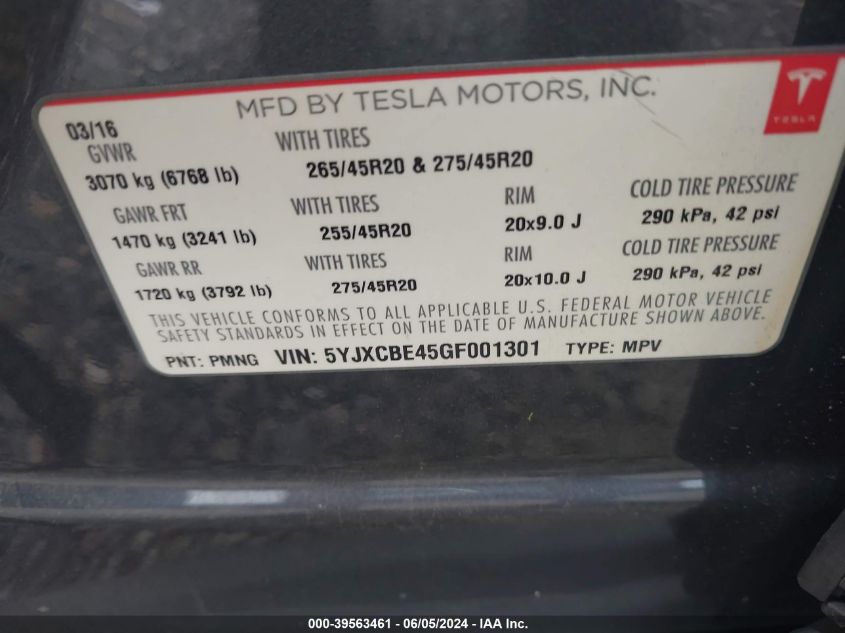 MFD BY TESLA MOTORS, INC.
TESLA
03/16
GVWR WITH TIRES
3070 kg (6768 lb) 265/45R20 & 275/45R20
GAWR FRT WITH TIRES RIM COLD TIRE PRESSURE
1470 kg (3241 lb) 255/45R20 20x9.0 J 290 kPa, 42 psi
GAWR RR WITH TIRES RIM COLD TIRE PRESSURE
1720 kg (3792 lb) 275/45R20 20x10.0 J 290 kPa, 42 psi
THIS VEHICLE CONFORMS TO ALL APPLICABLE U.S. FEDERAL MOTOR VEHICLE
SAFETY STANDARDS IN EFFECT ON THE DATE OF MANUFACTURE SHOWN ABOVE.
PNT: PMNG VIN: 5YJXCBE45GF001301 TYPE: MPV
000-39563461 - 06/05/2024 - IAA Inc.